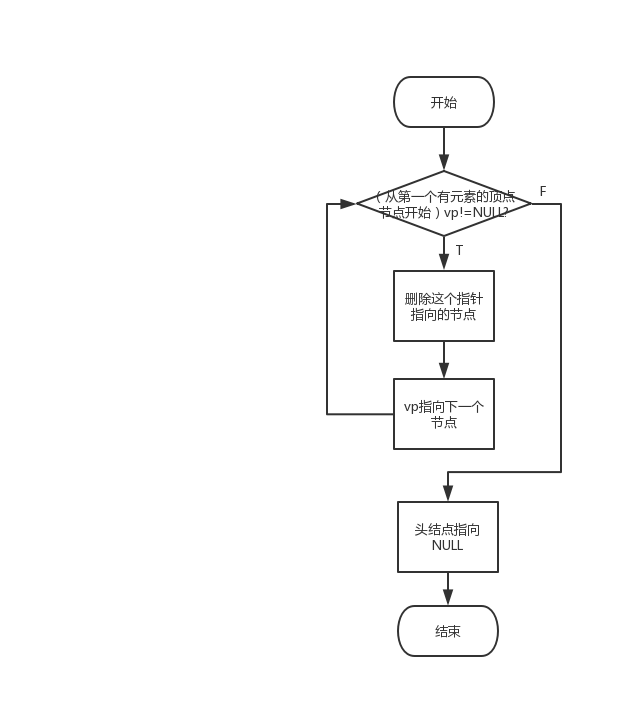 开始
（从第一个有元素的顶点
节点开始）vp!=NULL?
F
T
删除这个指针
指向的节点
vp指向下一个
节点
头结点指向
NULL
结束